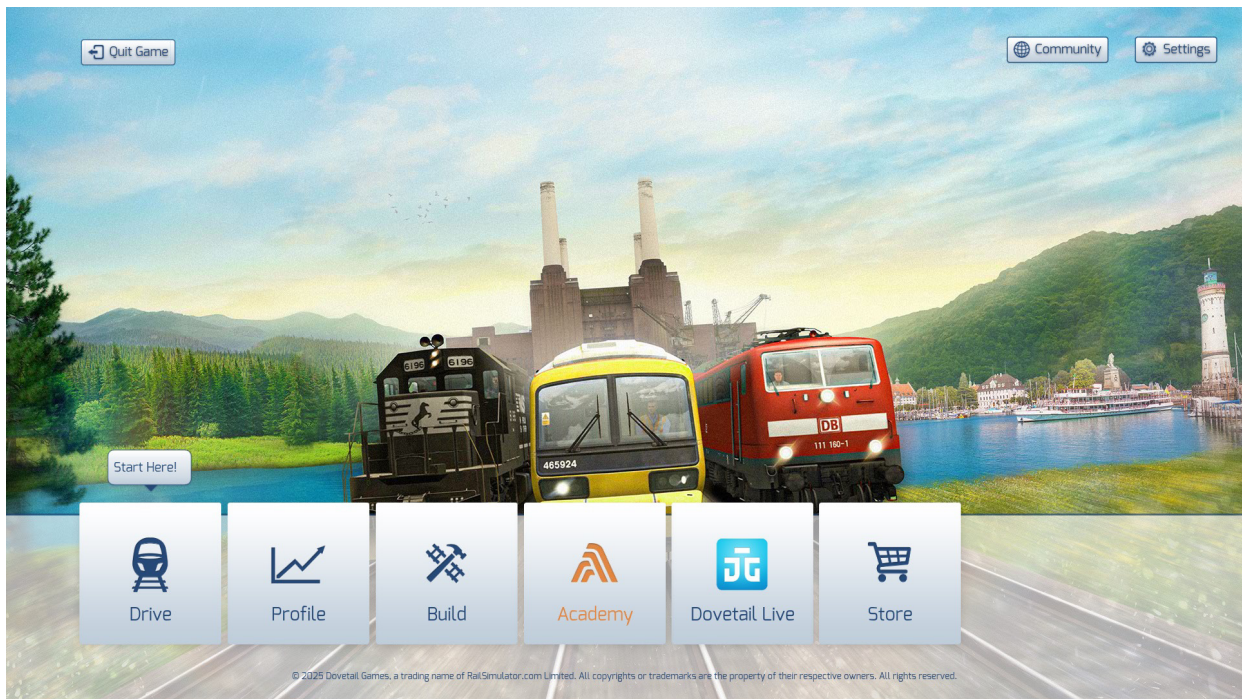 Quit Game
Community
Settings
6196
6196
DB
111 160-1
465924
Start Here!
Drive
Profile
Build
Academy
Dovetail Live
Store
© 2025 Dovetail Games, a trading name of RailSimulator.com Limited. All copyrights or trademarks are the property of their respective owners. All rights reserved.